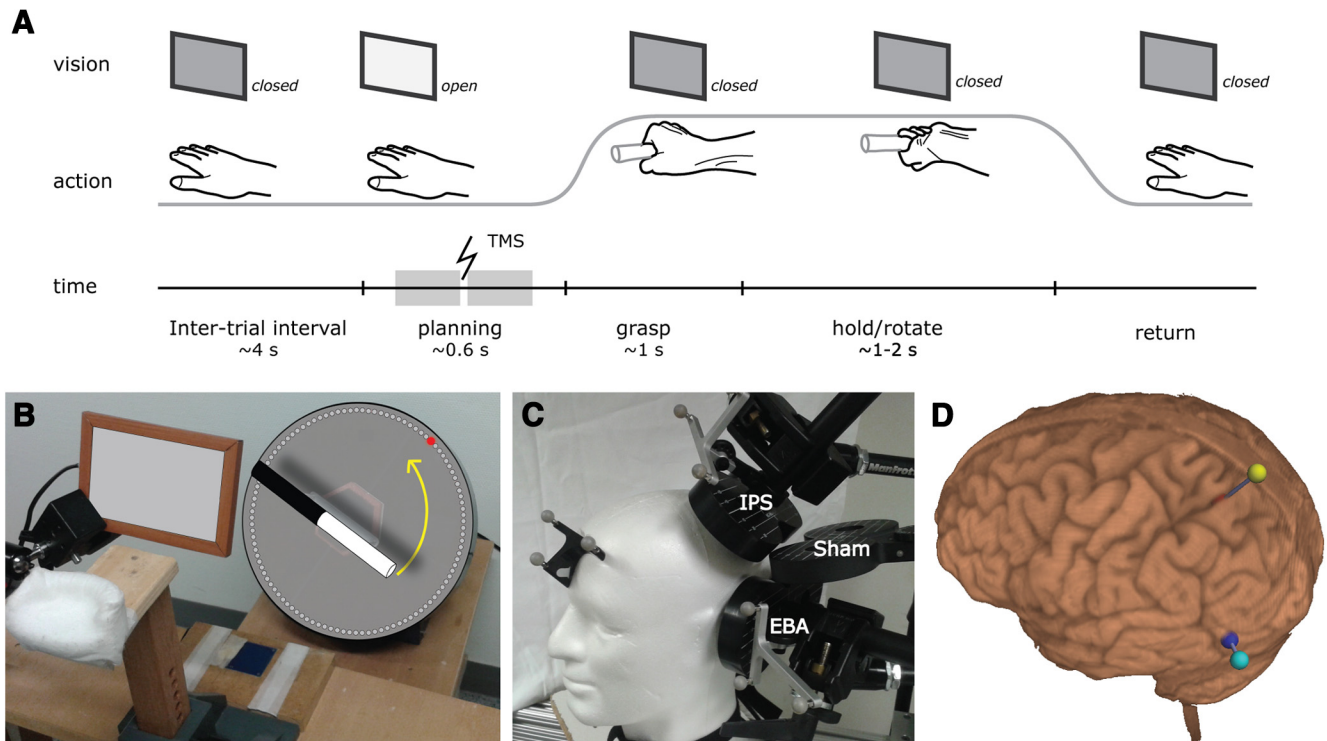 A
vision
closed
open
closed
closed
closed
action
TMS
time
Inter-trial interval
~4 s
planning
~0.6 s
grasp
~1 s
hold/rotate
~1-2 s
return
B
C
Manfrot
IPS
Sham
EBA
D